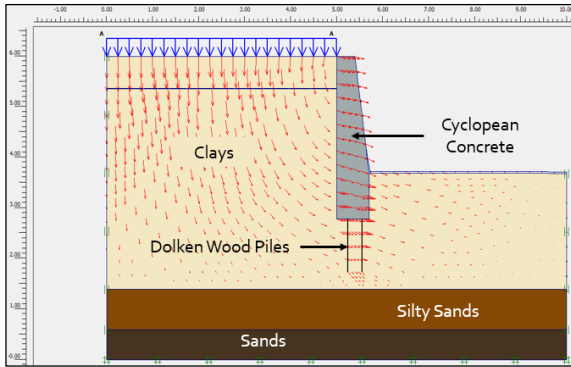 0.00 1.00 2.00 3.00 4.00 5.00 6.00 7.00 8.00 9.00 10.00
A A
6.00
5.00
4.00
3.00
2.00
1.00
-0.00
Clays
Cyclopean
Concrete
Dolken Wood Piles
Silty Sands
Sands